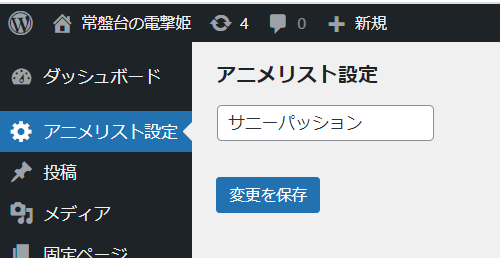 常盤台の電撃姫 4 0 新規
ダッシュボード
アニメリスト設定
投稿
メディア
固定ページ
アニメリスト設定
サニーパッション
変更を保存